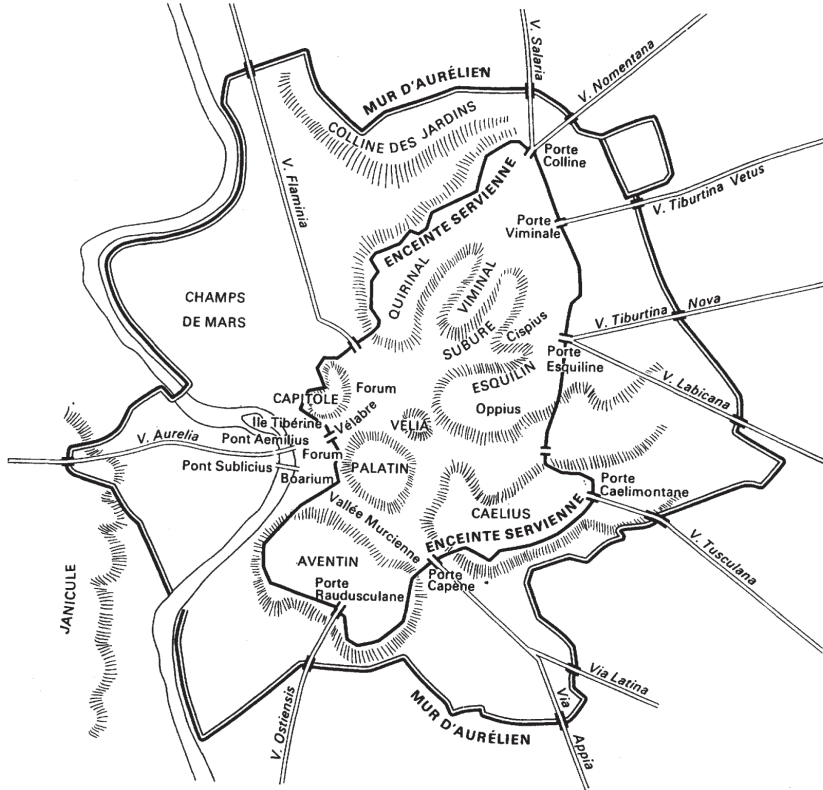 V. Salaria
V. Nomentana
MUR D'AURÉLIEN
COLLINE DES JARDINS
Porte
Colline
V. Flaminia
ENCEINTE SERVIENNE
V. Tiburtina Vetus
Porte
Viminale
QUIRINAL
VIMINAL
CHAMPS
DE MARS
SUBURE
Cispius
V. Tiburtina Nova
Porte
Esquiline
ESQUILIN
V. Labicana
CAPITOLE
Forum
Oppius
Ile Tibérine
Vélabre
VÉLIA
V. Aurelia
Pont Aemilius
Forum
Boarium
Pont Sublicius
PALATIN
Porte
Caelimontane
CAELIUS
Vallée Murcienne
ENCEINTE SERVIENNE
V. Tusculana
AVENTIN
Porte
Raudusculane
Porte
Capène
JANICULE
Via Latina
V. Ostiensis
MUR D'AURÉLIEN
Via
Appia